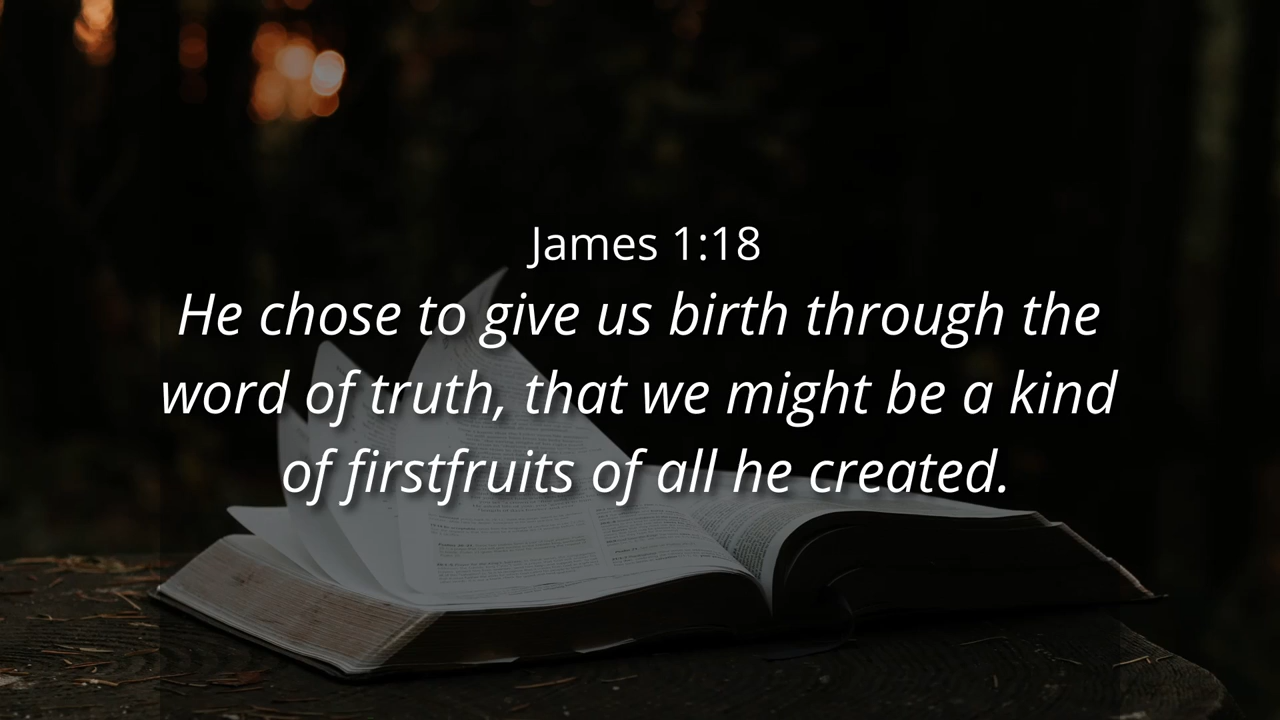 James 1:18
He chose to give us birth through the
word of truth, that we might be a kind
of firstfruits of all he created.